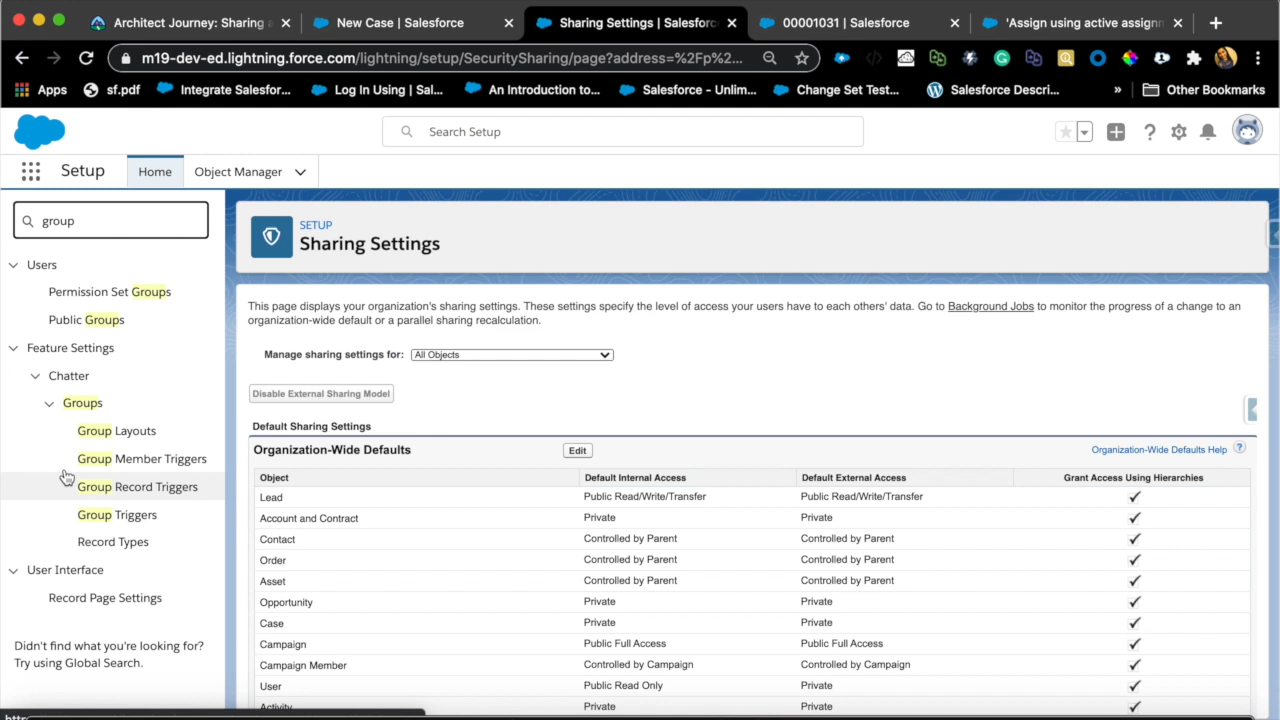 Architect Journey: Sharing a
New Case | Salesforce
Sharing Settings | Salesforc
00001031 | Salesforce
'Assign using active assignm
m19-dev-ed.lightning.force.com/lightning/setup/SecuritySharing/page?address=%2Fp%2...
Apps
sf.pdf
Integrate Salesfor...
Log In Using | Sal...
An Introduction to...
Salesforce - Unlim...
Change Set Test...
Salesforce Descri...
»
Other Bookmarks
Search Setup
Setup
Home
Object Manager
group
Users
Permission Set Groups
Public Groups
Feature Settings
Chatter
Groups
Group Layouts
Group Member Triggers
Group Record Triggers
Group Triggers
Record Types
User Interface
Record Page Settings
Didn't find what you're looking for?
Try using Global Search.
SETUP
Sharing Settings
This page displays your organization's sharing settings. These settings specify the level of access your users have to each others' data. Go to Background Jobs to monitor the progress of a change to an
organization-wide default or a parallel sharing recalculation.
Manage sharing settings for: All Objects
Disable External Sharing Model
Default Sharing Settings
Organization-Wide Defaults Edit Organization-Wide Defaults Help ?
Object Default Internal Access Default External Access Grant Access Using Hierarchies
Lead Public Read/Write/Transfer Public Read/Write/Transfer ✓
Account and Contract Private Private ✓
Contact Controlled by Parent Controlled by Parent ✓
Order Controlled by Parent Controlled by Parent ✓
Asset Controlled by Parent Controlled by Parent ✓
Opportunity Private Private ✓
Case Private Private ✓
Campaign Public Full Access Public Full Access ✓
Campaign Member Controlled by Campaign Controlled by Campaign ✓
User Public Read Only Private ✓
Activity Private Private ✓